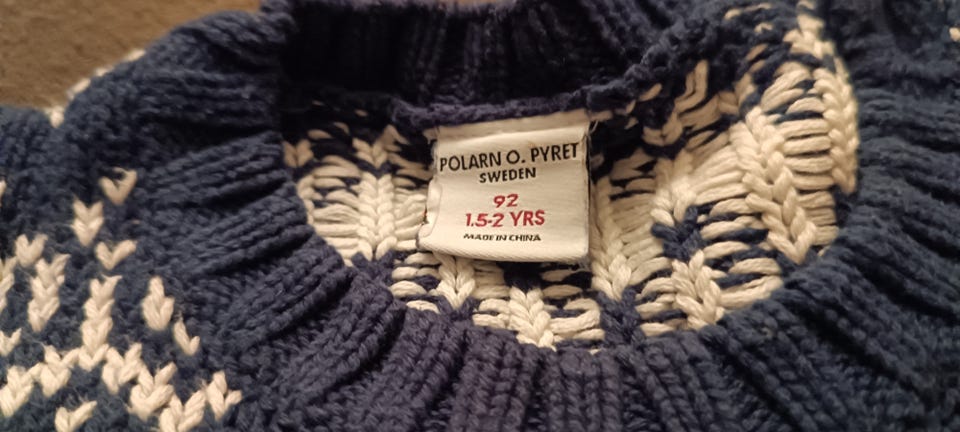 POLARN O. PYRET
SWEDEN
92
1.5-2 YRS
MADE IN CHINA